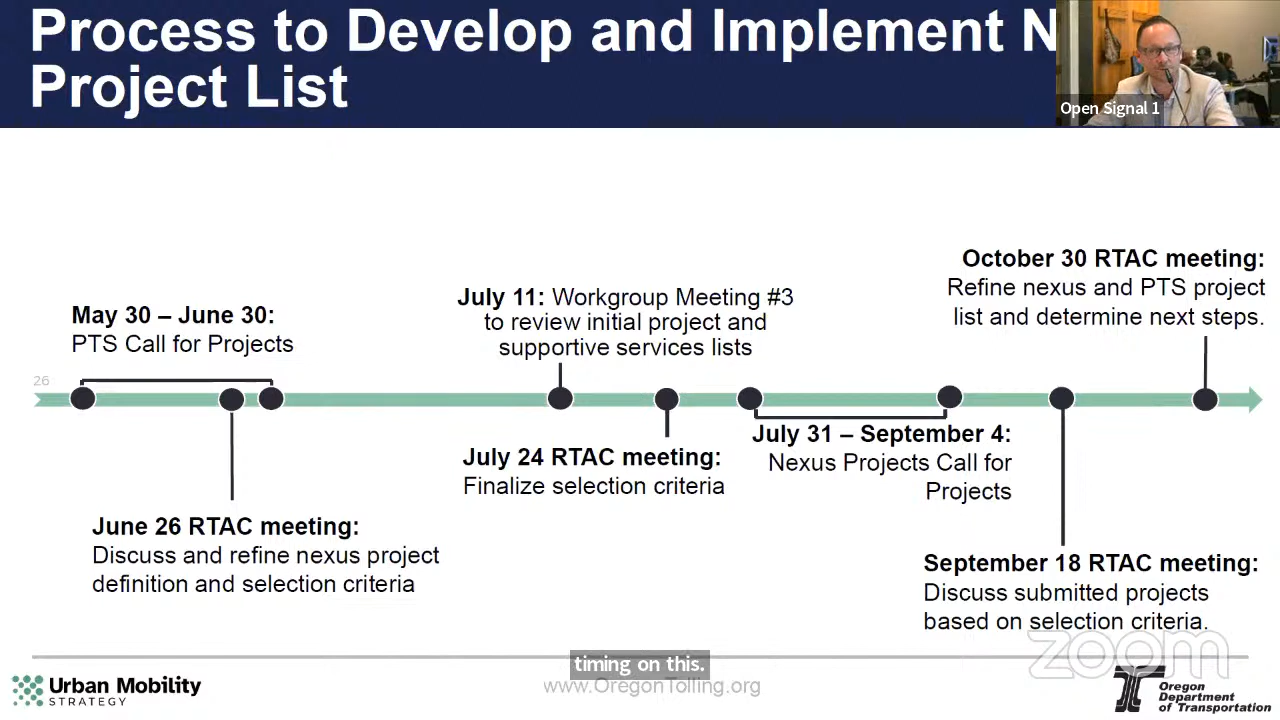 Process to Develop and Implement N
Project List
Open Signal 1
October 30 RTAC meeting:
Refine nexus and PTS project
list and determine next steps.
July 11: Workgroup Meeting #3
to review initial project and
supportive services lists
May 30 – June 30:
PTS Call for Projects
26
July 24 RTAC meeting:
Finalize selection criteria
July 31 – September 4:
Nexus Projects Call for
Projects
June 26 RTAC meeting:
Discuss and refine nexus project
definition and selection criteria
September 18 RTAC meeting:
Discuss submitted projects
based on selection criteria.
zoom
timing on this.
www.OregonTolling.org
Urban Mobility
STRATEGY
Oregon
Department
of Transportation